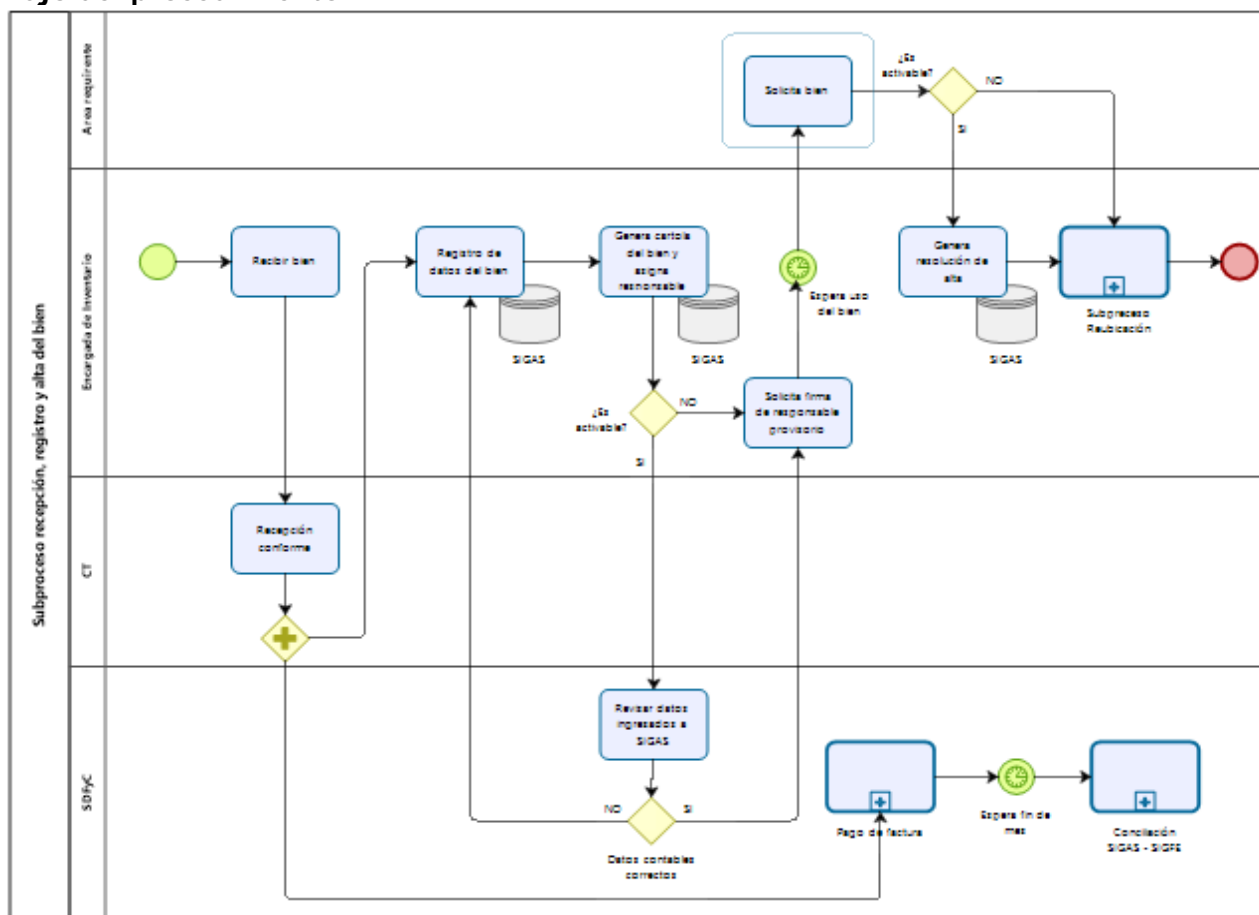 Subproceso recepción, registro y alta del bien
Area requirente
Solicita bien
¿Es
activable?
NO
SI
Encargada de Inventario
Recibir bien
Registro de
datos del bien
SIGAS
Genera cartola
del bien y
asigna
responsable
SIGAS
¿Es
activable?
NO
SI
Espera uso
del bien
Solicita firma
de responsable
provisorio
Genera
resolución de
alta
SIGAS
Subproceso
Reubicación
CT
Recepción
conforme
SDFyC
Revisar datos
ingresados a
SIGAS
NO
SI
Datos contables
correctos
Pago de factura
Espera fin de
mes
Conciliación
SIGAS - SIGFE